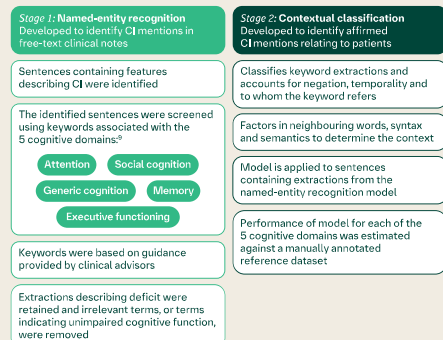 Stage 1: Named-entity recognition
Developed to identify CI mentions in
free-text clinical notes
Sentences containing features
describing CI were identified
The identified sentences were screened
using keywords associated with the
5 cognitive domains:⁹
Attention
Social cognition
Generic cognition
Memory
Executive functioning
Keywords were based on guidance
provided by clinical advisors
Extractions describing deficit were
retained and irrelevant terms, or terms
indicating unimpaired cognitive function,
were removed
Stage 2: Contextual classification
Developed to identify affirmed
CI mentions relating to patients
Classifies keyword extractions and
accounts for negation, temporality and
to whom the keyword refers
Factors in neighbouring words, syntax
and semantics to determine the context
Model is applied to sentences
containing extractions from the
named-entity recognition model
Performance of model for each of the
5 cognitive domains was estimated
against a manually annotated
reference dataset